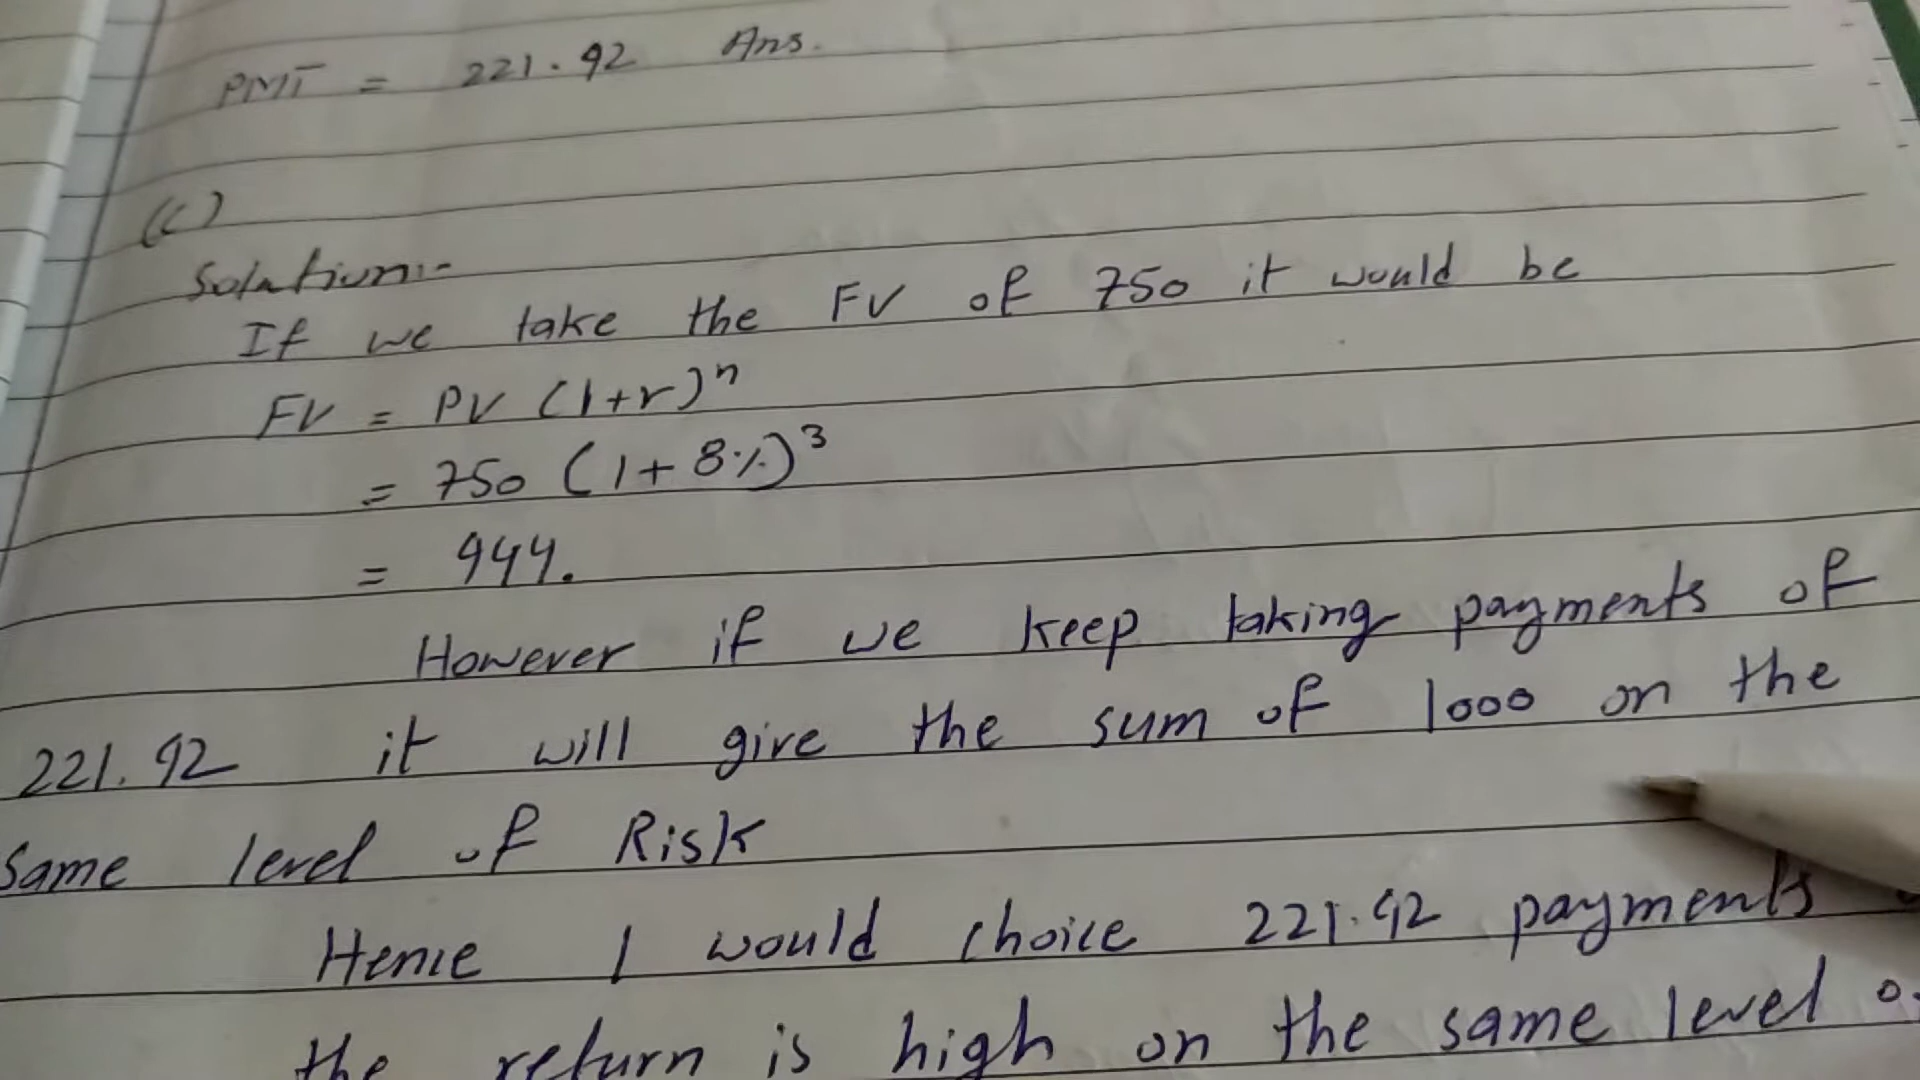 PMT = 221.92 Ans.
(c)
Solution:-
If we take the FV of 750 it would be
FV = PV (1+r)ⁿ
= 750 (1+8%)³
= 944.
However if we keep taking payments of
221.92 it will give the sum of 1000 on the
same level of Risk
Hence I would choice 221.92 payments
the return is high on the same level